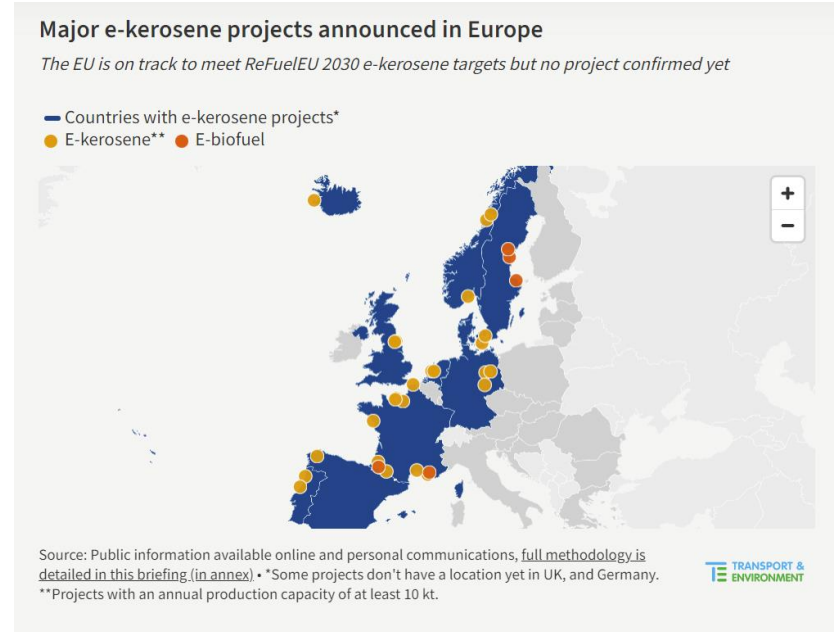 Major e-kerosene projects announced in Europe
The EU is on track to meet ReFuelEU 2030 e-kerosene targets but no project confirmed yet
Countries with e-kerosene projects*
E-kerosene** E-biofuel
+
−
Source: Public information available online and personal communications, full methodology is
detailed in this briefing (in annex) • *Some projects don't have a location yet in UK, and Germany.
**Projects with an annual production capacity of at least 10 kt.
TE TRANSPORT &
ENVIRONMENT